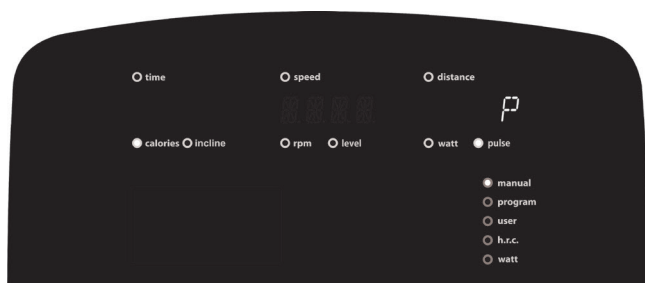 time speed distance
P
calories incline rpm level watt pulse
manual
program
user
h.r.c.
watt